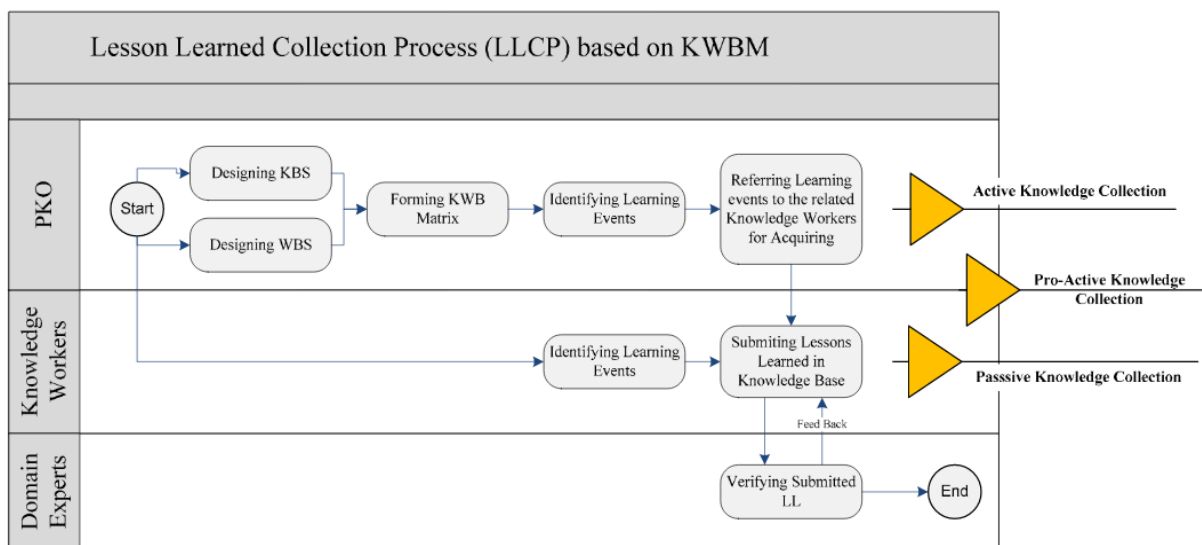 Lesson Learned Collection Process (LLCP) based on KWBM
PKO
Start
Designing KBS
Designing WBS
Forming KWB
Matrix
Identifying Learning
Events
Referring Learning
events to the related
Knowledge Workers
for Acquiring
Active Knowledge Collection
Pro-Active Knowledge
Collection
Knowledge
Workers
Identifying Learning
Events
Submiting Lessons
Learned in
Knowledge Base
Passsive Knowledge Collection
Feed Back
Domain
Experts
Verifying Submitted
LL
End